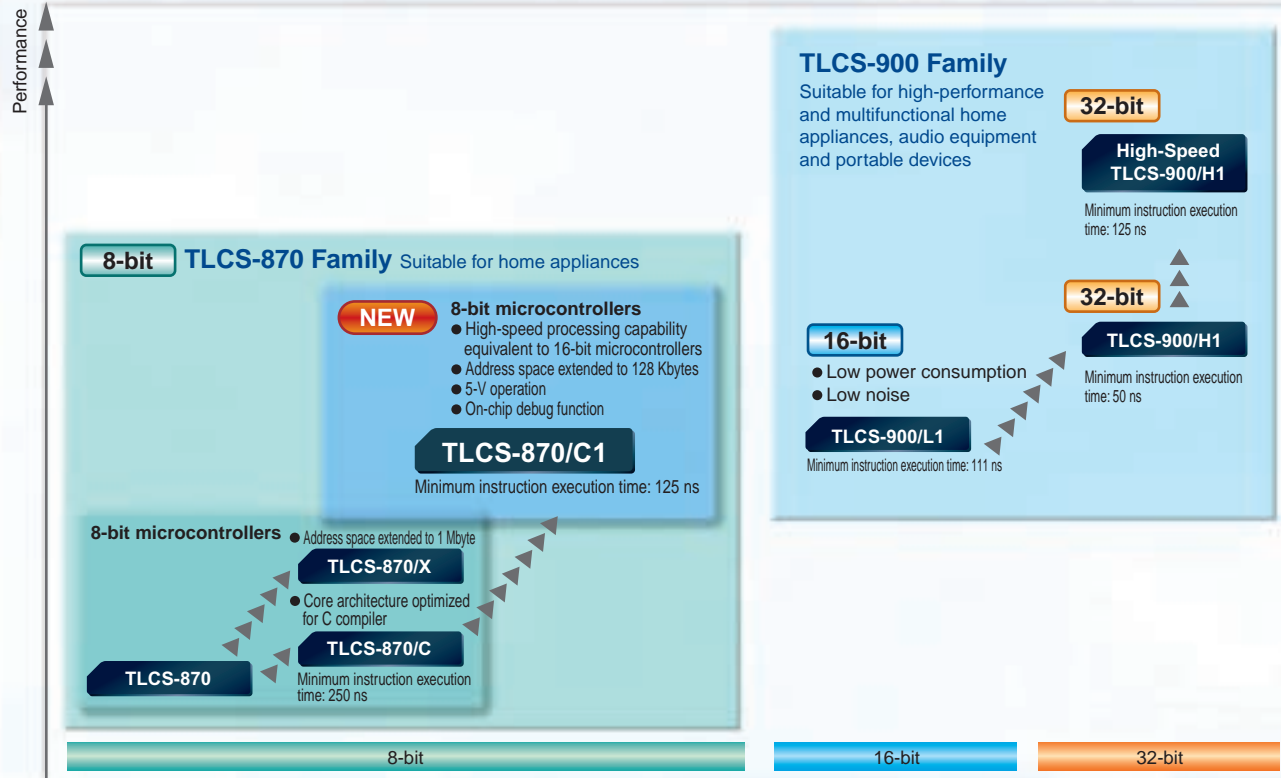 Performance
TLCS-900 Family
Suitable for high-performance
and multifunctional home
appliances, audio equipment
and portable devices
32-bit
High-Speed
TLCS-900/H1
Minimum instruction execution
time: 125 ns
32-bit
TLCS-900/H1
Minimum instruction execution
time: 50 ns
16-bit
● Low power consumption
● Low noise
TLCS-900/L1
Minimum instruction execution time: 111 ns
8-bit TLCS-870 Family Suitable for home appliances
NEW
8-bit microcontrollers
● High-speed processing capability
equivalent to 16-bit microcontrollers
● Address space extended to 128 Kbytes
● 5-V operation
● On-chip debug function
TLCS-870/C1
Minimum instruction execution time: 125 ns
8-bit microcontrollers
● Address space extended to 1 Mbyte
TLCS-870/X
● Core architecture optimized
for C compiler
TLCS-870/C
Minimum instruction execution
time: 250 ns
TLCS-870
8-bit
16-bit
32-bit